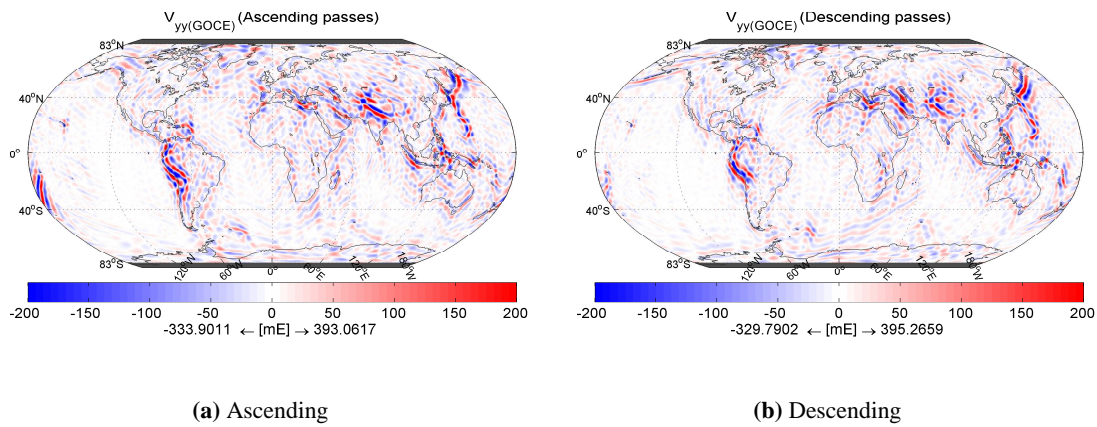 V yy(GOCE) (Ascending passes)
83°N
40°N
0°
40°S
83°S
120°W 60°W 0° 60°E 120°E 180°W
-200 -150 -100 -50 0 50 100 150 200
-333.9011 ← [mE] → 393.0617
(a) Ascending
V yy(GOCE) (Descending passes)
83°N
40°N
0°
40°S
83°S
120°W 60°W 0° 60°E 120°E 180°W
-200 -150 -100 -50 0 50 100 150 200
-329.7902 ← [mE] → 395.2659
(b) Descending